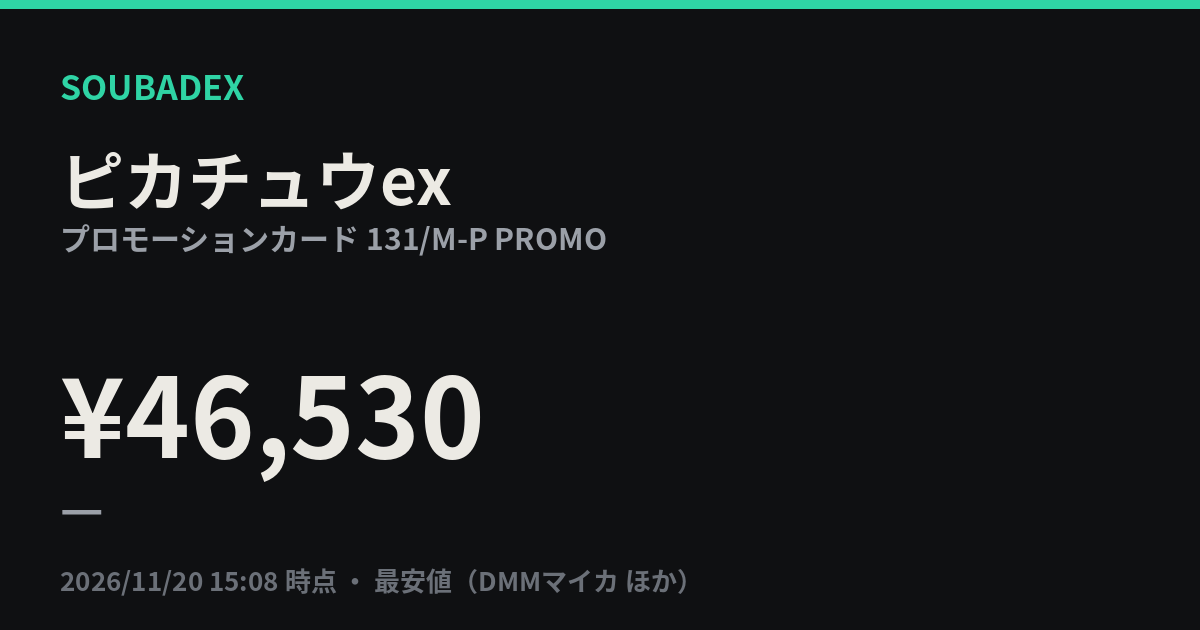 SOUBADEX
ピカチュウex
プロモーションカード 131/M-P PROMO
¥46,530
—
2026/11/20 15:08 時点 ・ 最安値（DMMマイカ ほか）